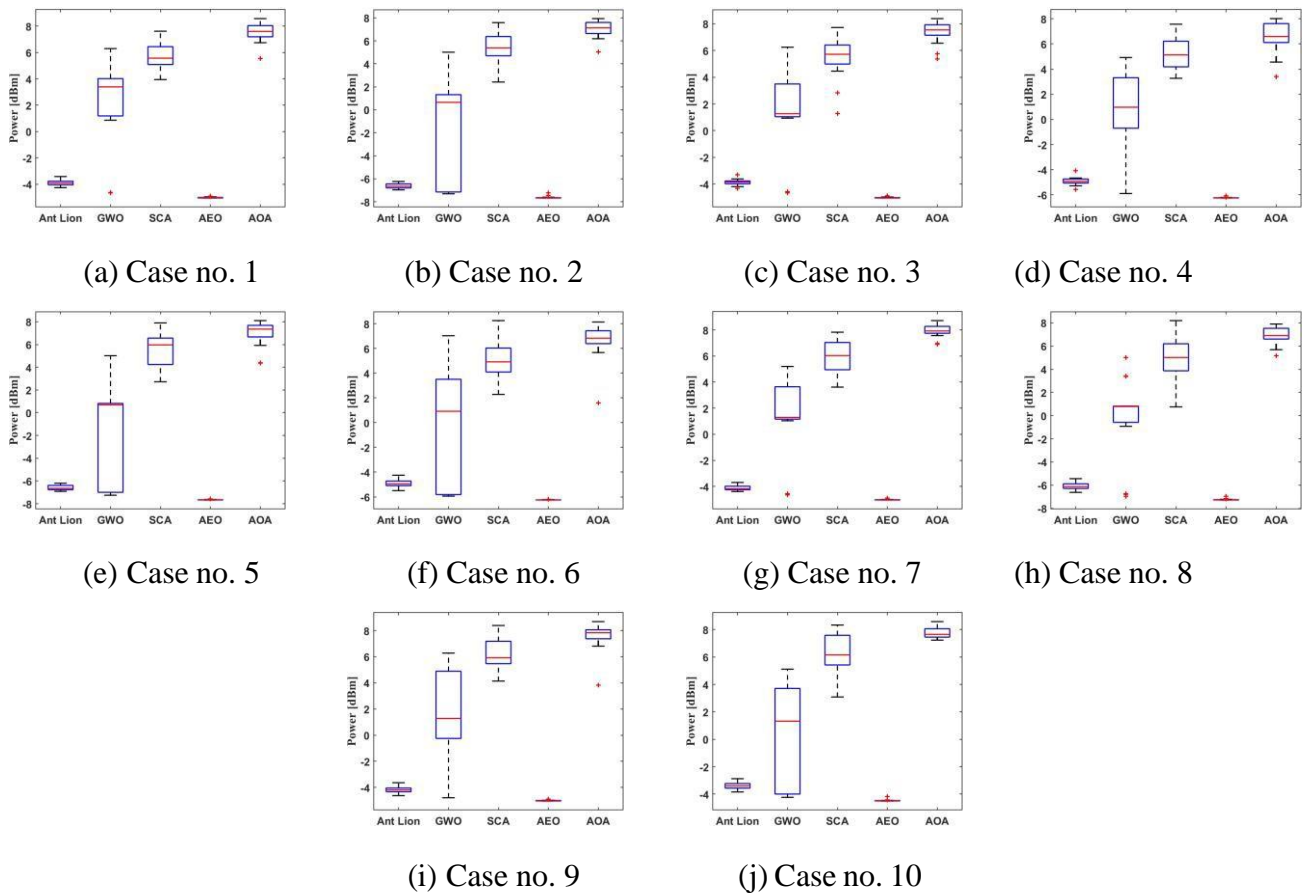 Power [dBm]
8
6
4
2
0
-2
-4
Ant Lion GWO SCA AEO AOA
(a) Case no. 1
Power [dBm]
8
6
4
2
0
-2
-4
-6
-8
Ant Lion GWO SCA AEO AOA
(b) Case no. 2
Power [dBm]
8
6
4
2
0
-2
-4
Ant Lion GWO SCA AEO AOA
(c) Case no. 3
Power [dBm]
8
6
4
2
0
-2
-4
-6
Ant Lion GWO SCA AEO AOA
(d) Case no. 4
Power [dBm]
8
6
4
2
0
-2
-4
-6
-8
Ant Lion GWO SCA AEO AOA
(e) Case no. 5
Power [dBm]
8
6
4
2
0
-2
-4
-6
Ant Lion GWO SCA AEO AOA
(f) Case no. 6
Power [dBm]
8
6
4
2
0
-2
-4
Ant Lion GWO SCA AEO AOA
(g) Case no. 7
Power [dBm]
8
6
4
2
0
-2
-4
-6
-8
Ant Lion GWO SCA AEO AOA
(h) Case no. 8
Power [dBm]
8
6
4
2
0
-2
-4
Ant Lion GWO SCA AEO AOA
(i) Case no. 9
Power [dBm]
8
6
4
2
0
-2
-4
Ant Lion GWO SCA AEO AOA
(j) Case no. 10